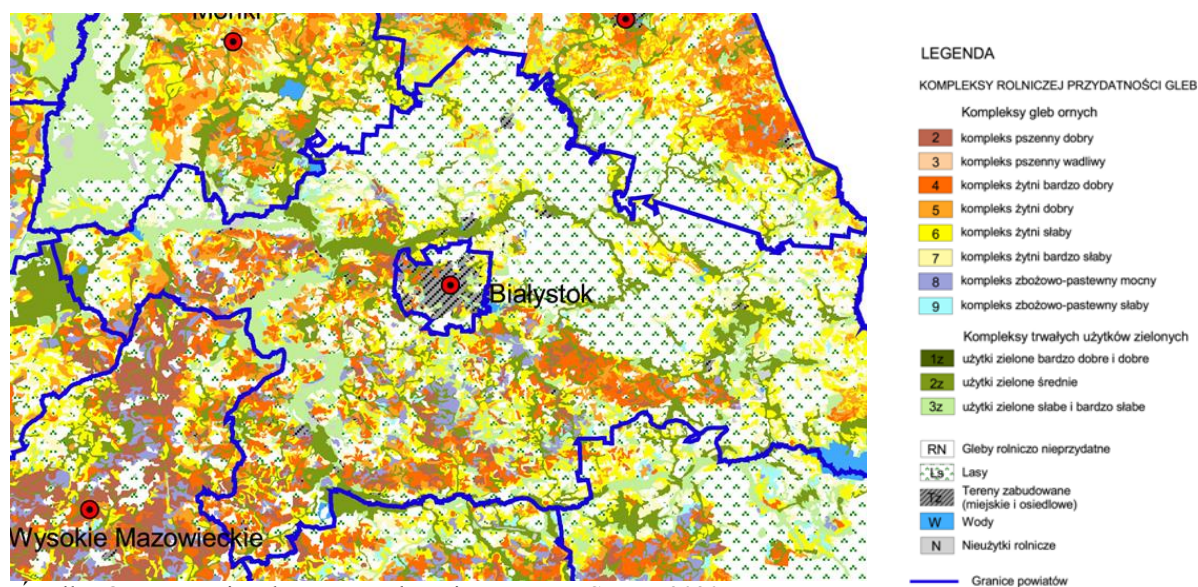 Mońki
Białystok
Wysokie Mazowieckie
LEGENDA
KOMPLEKSY ROLNICZEJ PRZYDATNOŚCI GLEB
Kompleksy gleb ornych
2 kompleks pszenny dobry
3 kompleks pszenny wadliwy
4 kompleks żytni bardzo dobry
5 kompleks żytni dobry
6 kompleks żytni słaby
7 kompleks żytni bardzo słaby
8 kompleks zbożowo-pastewny mocny
9 kompleks zbożowo-pastewny słaby
Kompleksy trwałych użytków zielonych
1z użytki zielone bardzo dobre i dobre
2z użytki zielone średnie
3z użytki zielone słabe i bardzo słabe
RN Gleby rolniczo nieprzydatne
Ls Lasy
Tz Tereny zabudowane
(miejskie i osiedlowe)
W Wody
N Nieużytki rolnicze
Granice powiatów